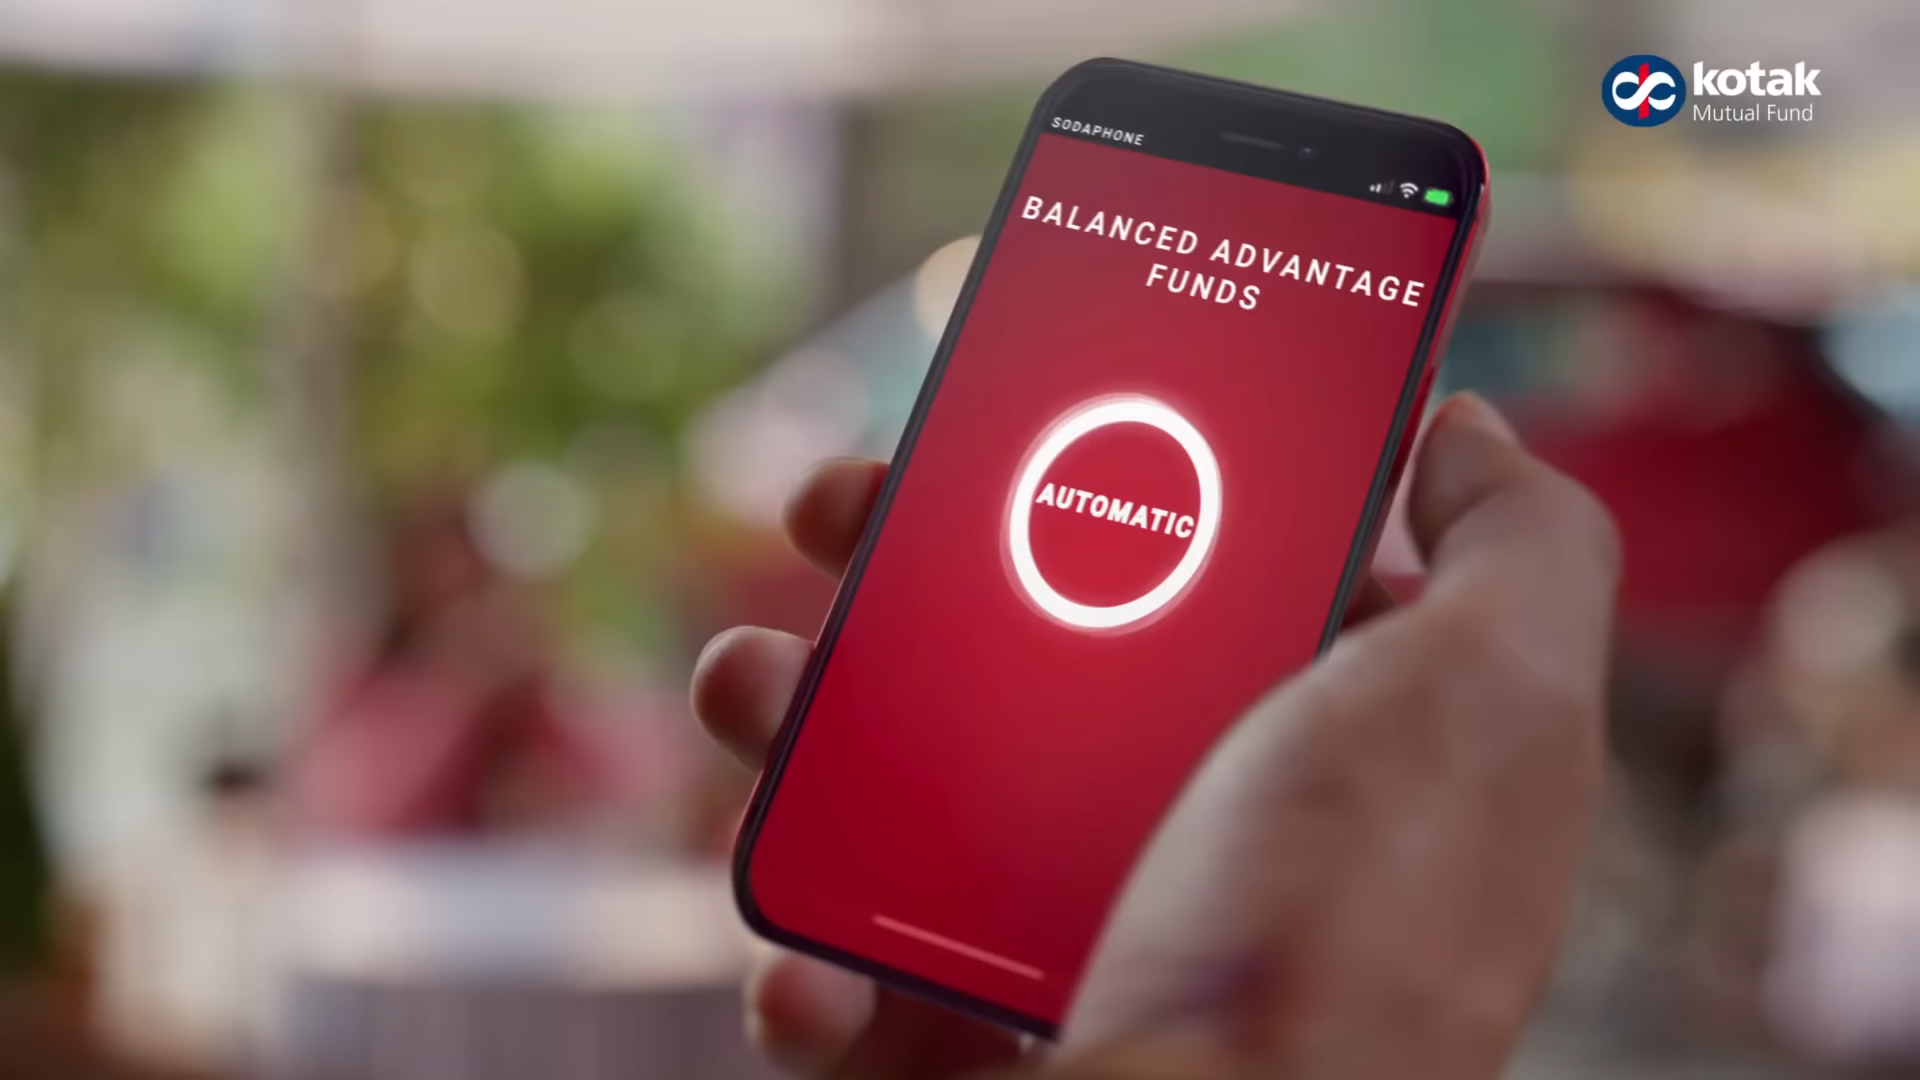 kotak
Mutual Fund
SODAPHONE
BALANCED ADVANTAGE
FUNDS
AUTOMATIC